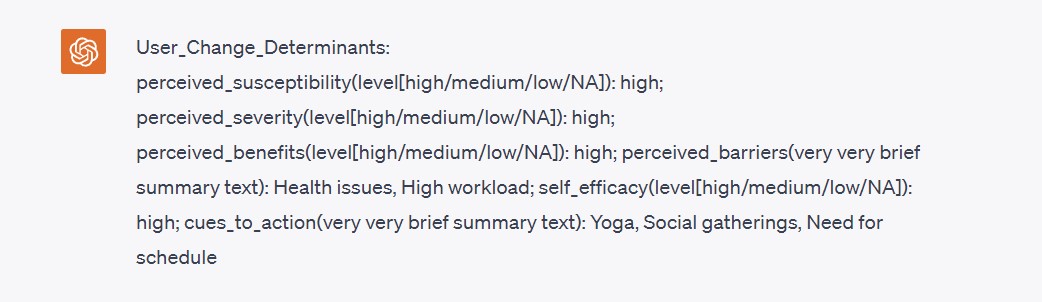 User_Change_Determinants:
perceived_susceptibility(level[high/medium/low/NA]): high;
perceived_severity(level[high/medium/low/NA]): high;
perceived_benefits(level[high/medium/low/NA]): high; perceived_barriers(very very brief
summary text): Health issues, High workload; self_efficacy(level[high/medium/low/NA]):
high; cues_to_action(very very brief summary text): Yoga, Social gatherings, Need for
schedule